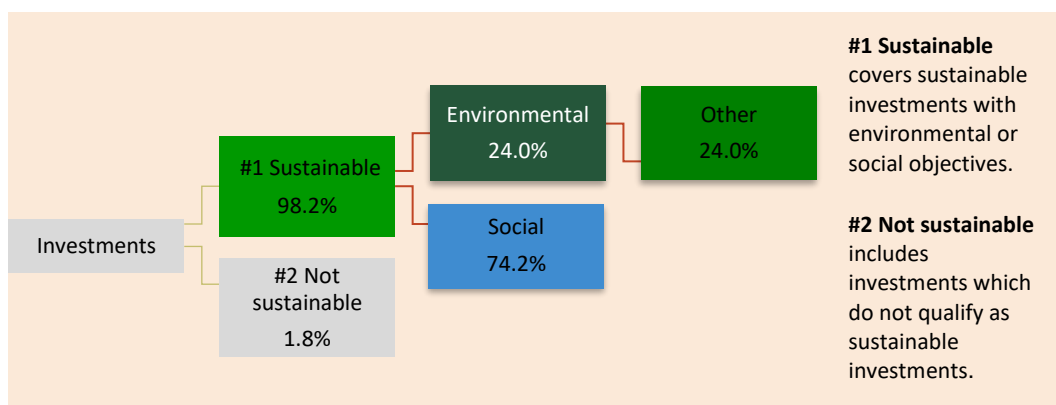 Investments
#1 Sustainable
98.2%
#2 Not
sustainable
1.8%
Environmental
24.0%
Social
74.2%
Other
24.0%
#1 Sustainable
covers sustainable
investments with
environmental or
social objectives.
#2 Not sustainable
includes
investments which
do not qualify as
sustainable
investments.